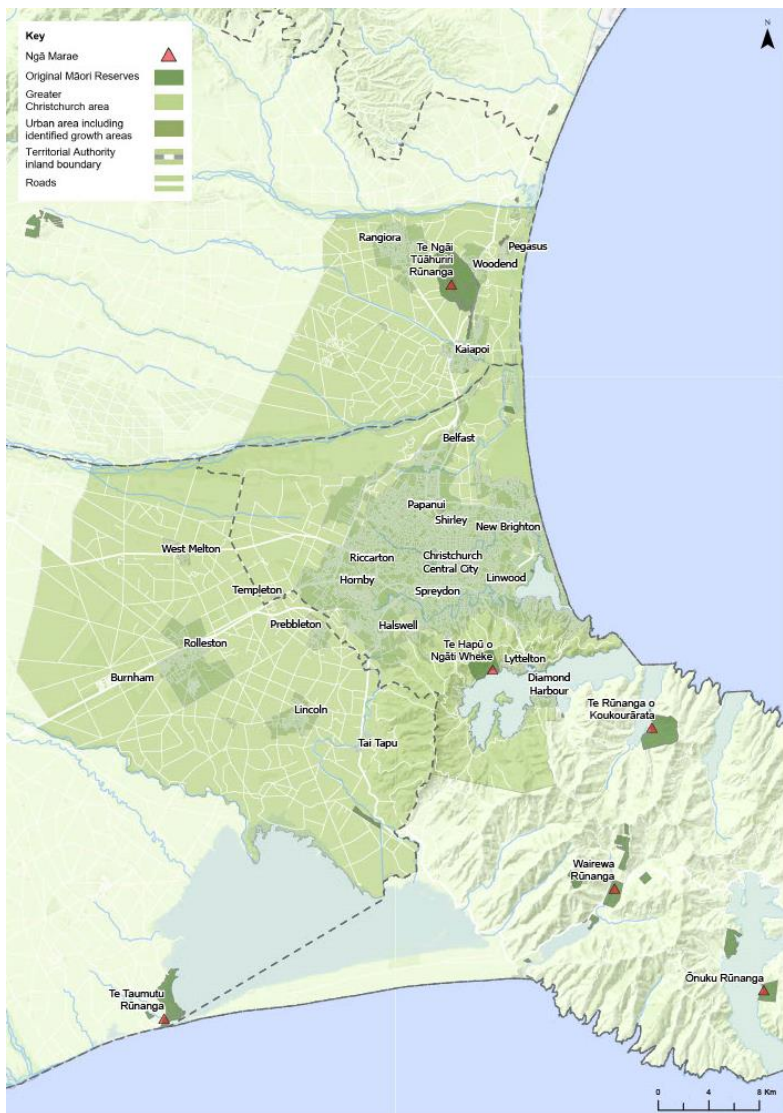 Key
Ngā Marae
Original Māori Reserves
Greater
Christchurch area
Urban area including
identified growth areas
Territorial Authority
inland boundary
Roads
N
Rangiora
Te Ngāi
Tūāhuriri
Rūnanga
Pegasus
Woodend
Kaiapoi
Belfast
Papanui
Shirley
New Brighton
West Melton
Riccarton
Christchurch
Central City
Hornby
Linwood
Templeton
Spreydon
Prebbleton
Halswell
Rolleston
Te Hapū o
Ngāti Wheke
Lyttelton
Burnham
Diamond
Harbour
Lincoln
Te Rūnanga o
Koukourārata
Tai Tapu
Wairewa
Rūnanga
Ōnuku Rūnanga
Te Taumutu
Rūnanga
0 4 8 Km